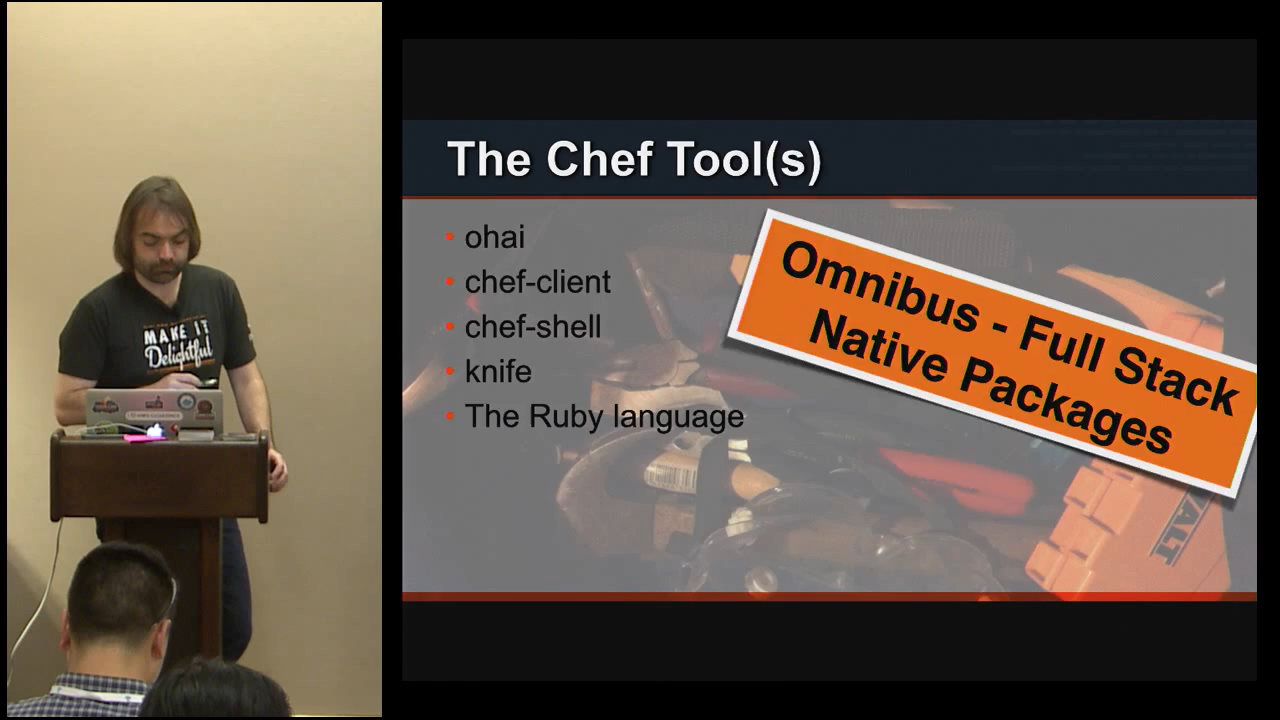 The Chef Tool(s)
• ohai
• chef-client
• chef-shell
• knife
• The Ruby language
Omnibus - Full Stack
Native Packages
MAKE IT
Delightful